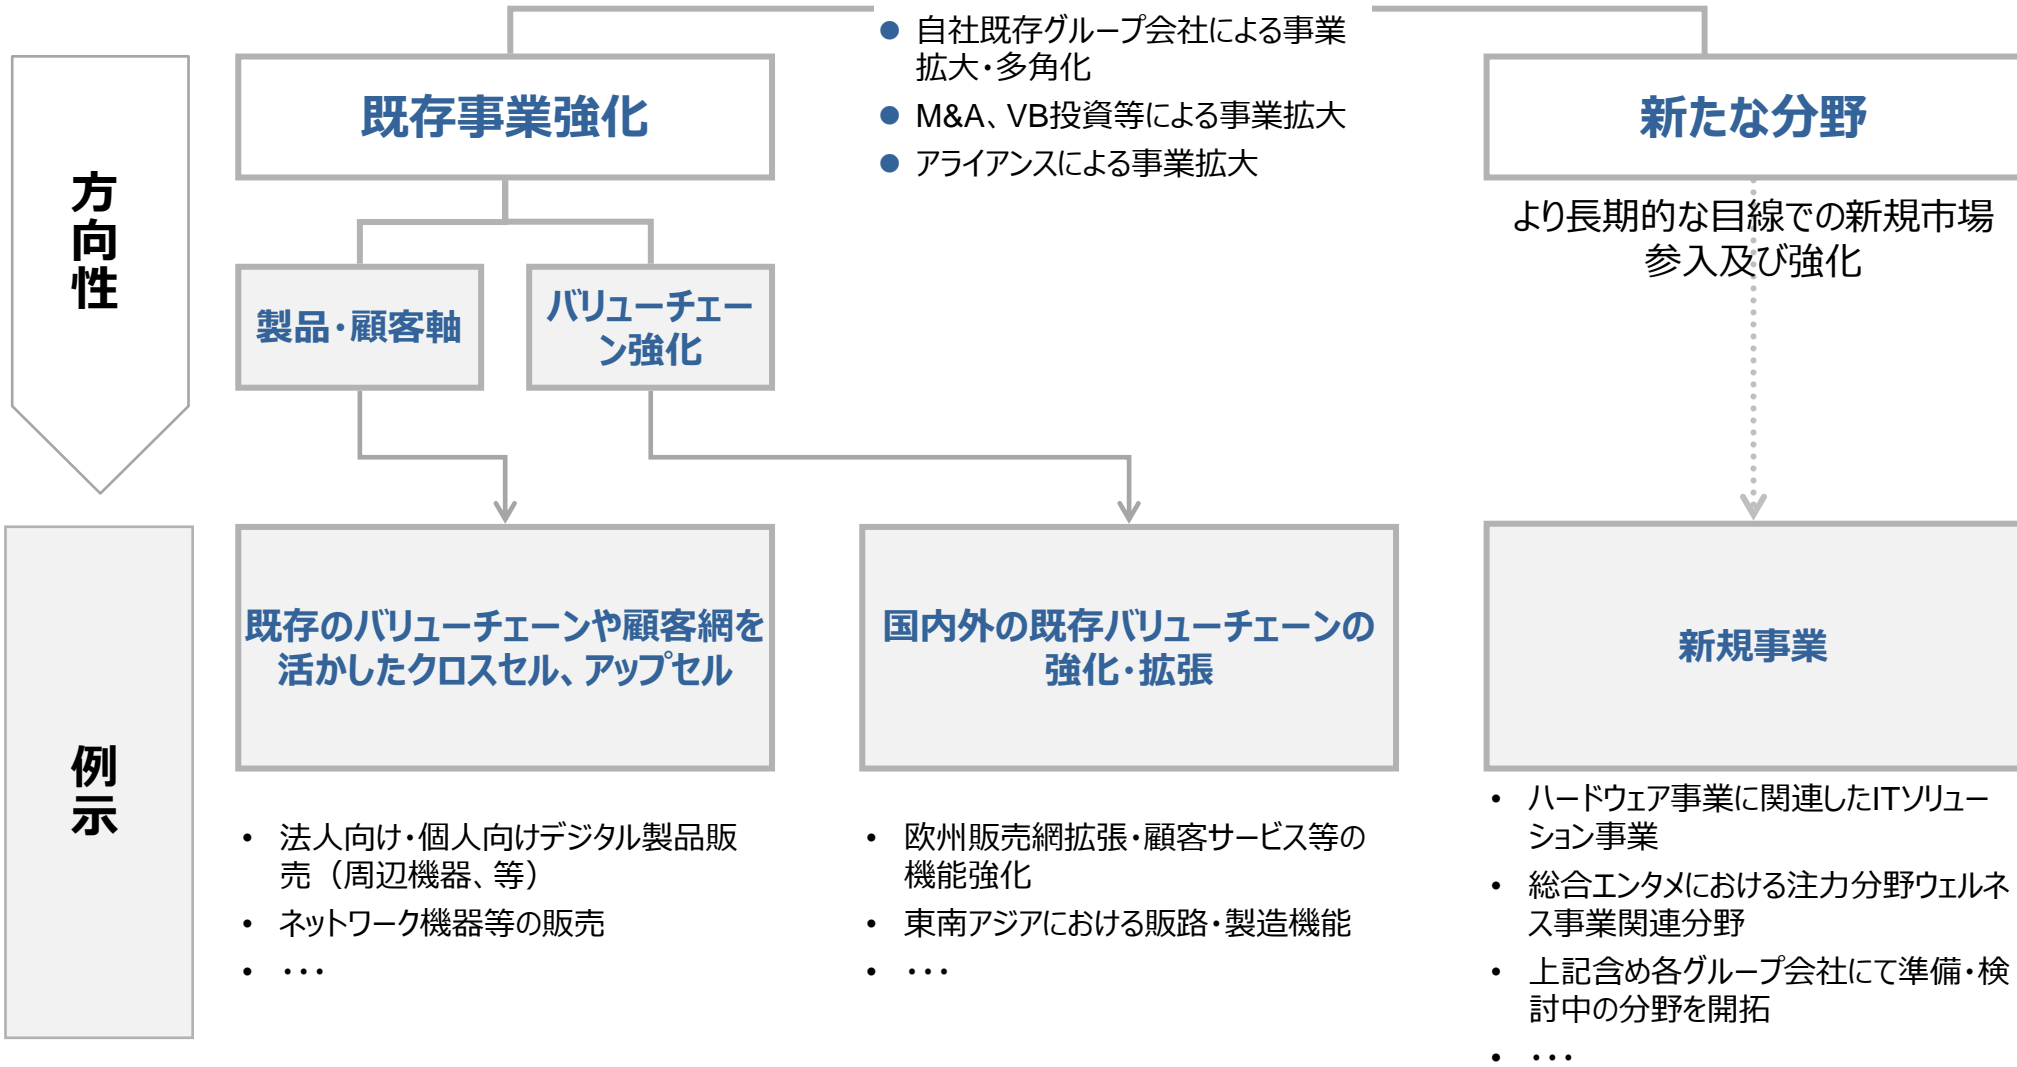 自社既存グループ会社による事業
拡大・多角化
M&A、VB投資等による事業拡大
アライアンスによる事業拡大
方向性
既存事業強化
新たな分野
より長期的な目線での新規市場
参入及び強化
製品・顧客軸
バリューチェー
ン強化
例示
既存のバリューチェーンや顧客網を
活かしたクロスセル、アップセル
国内外の既存バリューチェーンの
強化・拡張
新規事業
• 法人向け・個人向けデジタル製品販
売（周辺機器、等）
• ネットワーク機器等の販売
• ・・・
• 欧州販売網拡張・顧客サービス等の
機能強化
• 東南アジアにおける販路・製造機能
• ・・・
• ハードウェア事業に関連したITソリュー
ション事業
• 総合エンタメにおける注力分野ウェルネ
ス事業関連分野
• 上記含め各グループ会社にて準備・検
討中の分野を開拓
• ・・・